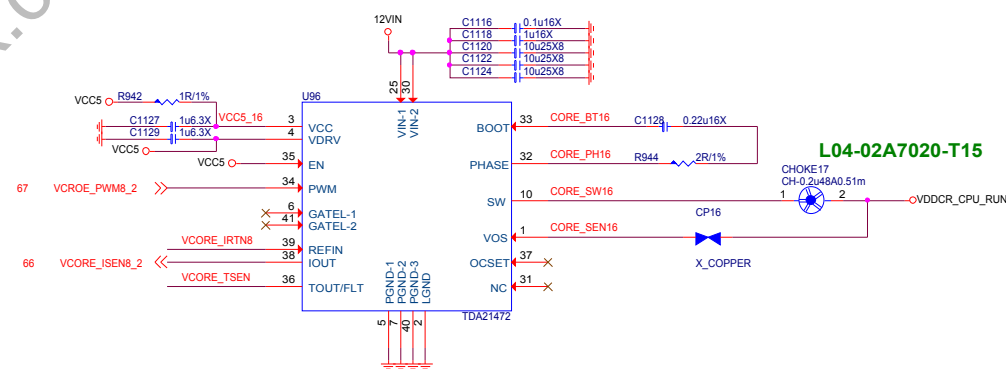 12VIN
C1116 0.1u16X
C1118 1u16X
C1120 10u25X8
C1122 10u25X8
C1124 10u25X8
25
30
VCC5 R942 1R/1%
VCC5_16
U96
C1127 1u6.3X
C1129 1u6.3X
VCC5
3 VCC
4 VDRV
VIN-1
VIN-2
BOOT 33 CORE_BT16 C1128 0.22u16X
VCC5 35 EN
PHASE 32 CORE_PH16 R944 2R/1%
L04-02A7020-T15
67 VCROE_PWM8_2 34 PWM
SW 10 CORE_SW16 1 2 VDDCR_CPU_RUN
CHOKE17
CH-0.2u48A0.51m
6 GATEL-1
41 GATEL-2
CP16
VOS 1 CORE_SEN16
X_COPPER
VCORE_IRTN8 39 REFIN
66 VCORE_ISEN8_2 38 IOUT
OCSET 37
VCORE_TSEN 36 TOUT/FLT
NC 31
PGND-1
PGND-2
PGND-3
LGND
TDA21472
5
7
40
2